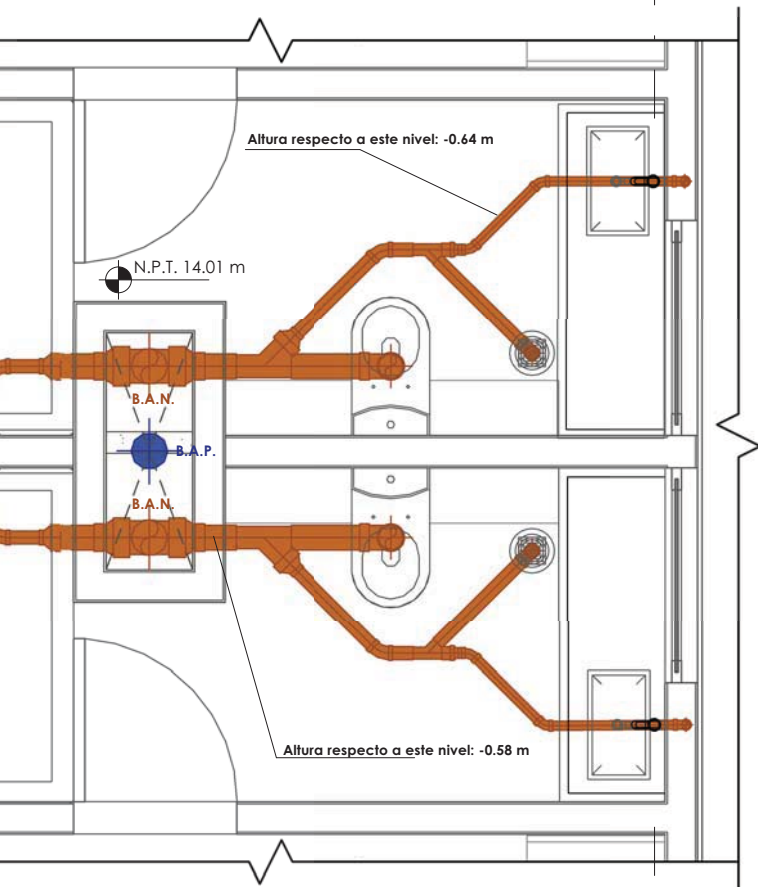 Altura respecto a este nivel: -0.64 m
N.P.T. 14.01 m
B.A.N.
B.A.P.
B.A.N.
Altura respecto a este nivel: -0.58 m